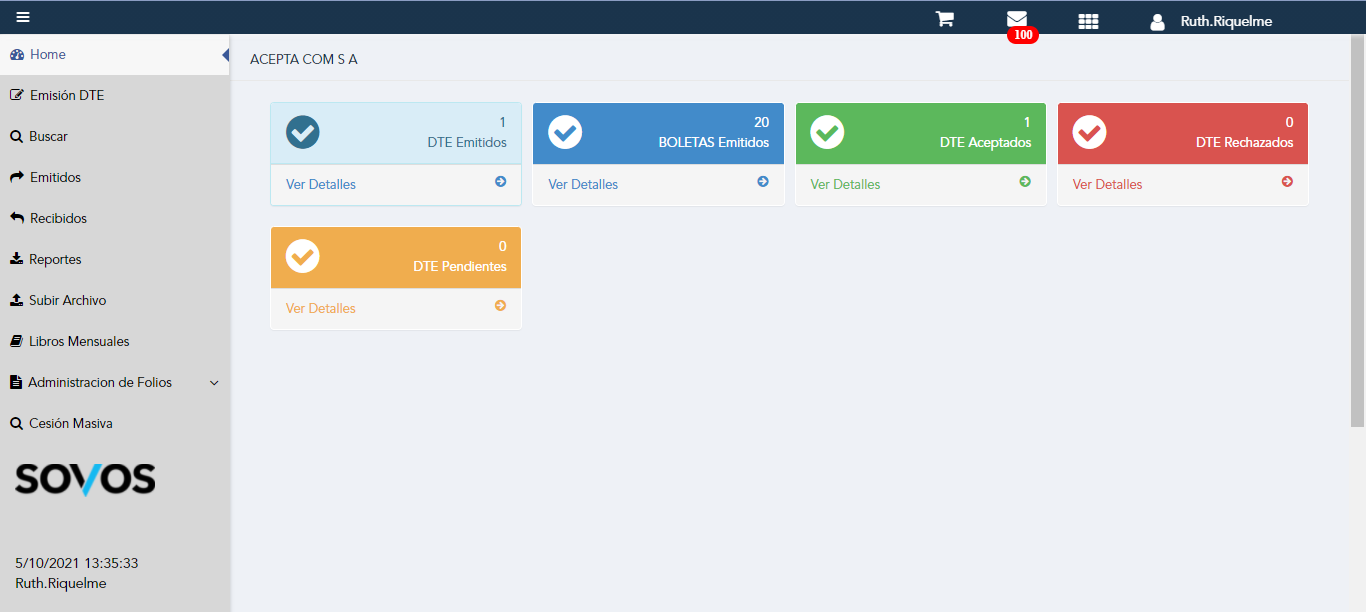 Ruth.Riquelme
100
Home
Emisión DTE
Buscar
Emitidos
Recibidos
Reportes
Subir Archivo
Libros Mensuales
Administracion de Folios
Cesión Masiva
SOVOS
5/10/2021 13:35:33
Ruth.Riquelme
ACEPTA COM S A
1
DTE Emitidos
Ver Detalles
20
BOLETAS Emitidos
Ver Detalles
1
DTE Aceptados
Ver Detalles
0
DTE Rechazados
Ver Detalles
0
DTE Pendientes
Ver Detalles